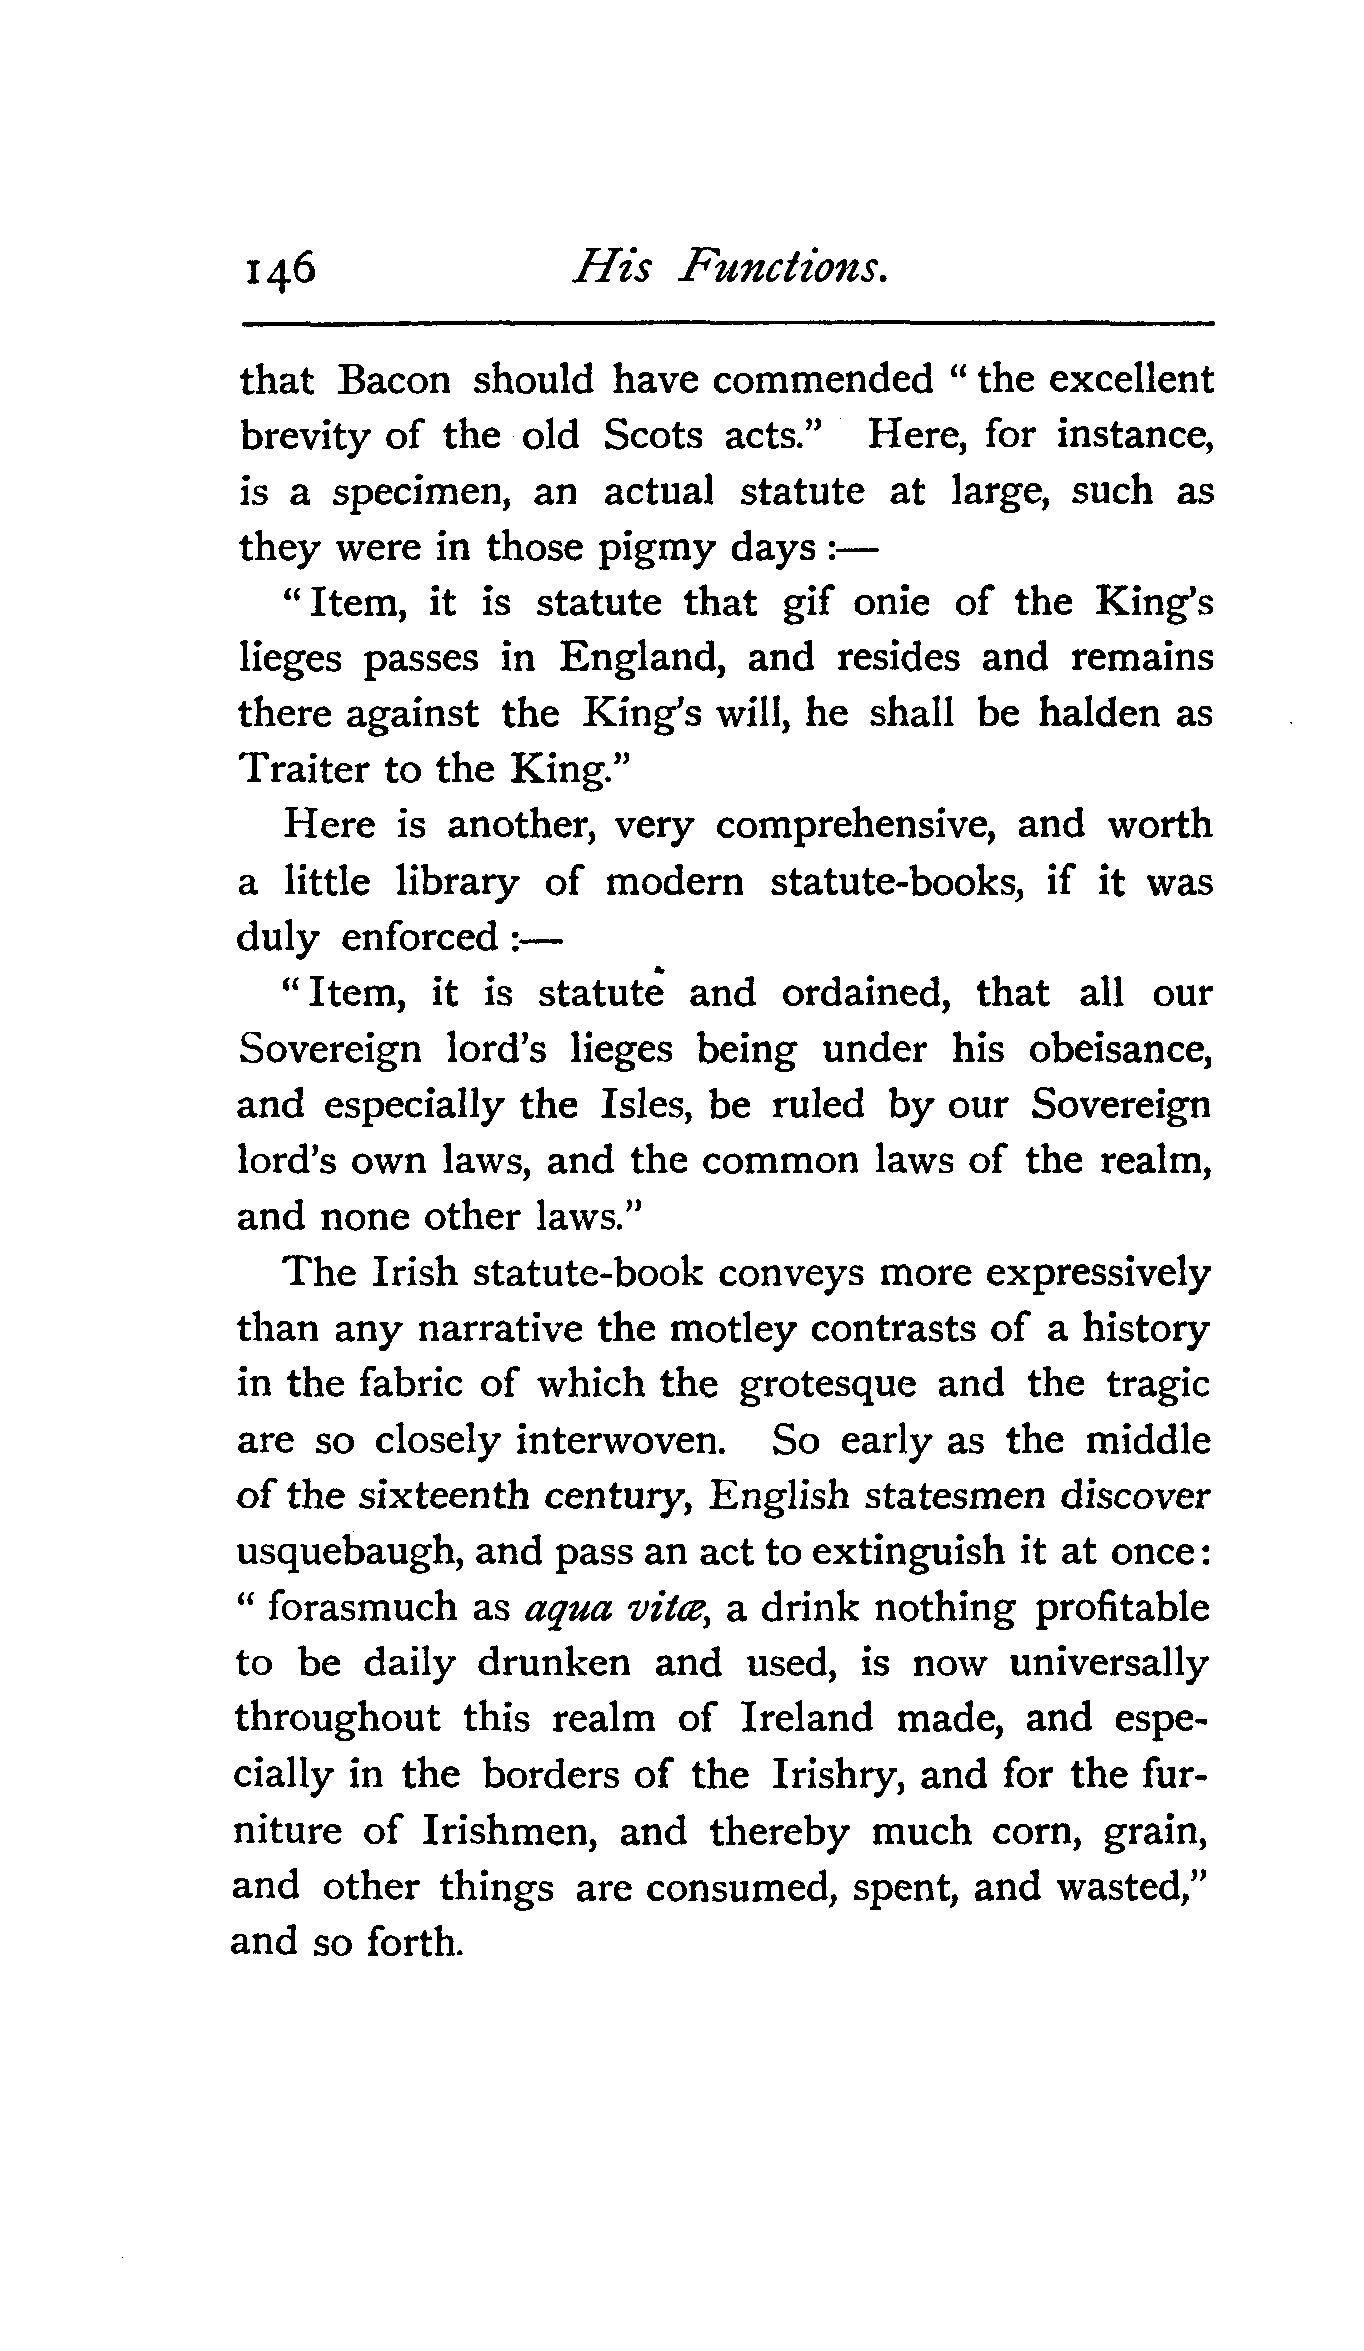 146 His Functions.
that Bacon should have commended “ the excellent
brevity of the old Scots acts.” Here, for instance,
is a specimen, an actual statute at large, such as
they were in those pigmy days :—
“ Item, it is statute that gif onie of the King’s
lieges passes in England, and resides and remains
there against the King’s will, he shall be halden as
Traiter to the King.”
Here is another, very comprehensive, and worth
a little library of modern statute-books, if it was
duly enforced :—
“ Item, it is statute and ordained, that all our
Sovereign lord’s lieges being under his obeisance,
and especially the Isles, be ruled by our Sovereign
lord’s own laws, and the common laws of the realm,
and none other laws.”
The Irish statute-book conveys more expressively
than any narrative the motley contrasts of a history
in the fabric of which the grotesque and the tragic
are so closely interwoven. So early as the middle
of the sixteenth century, English statesmen discover
usquebaugh, and pass an act to extinguish it at once:
“ forasmuch as aqua vitæ, a drink nothing profitable
to be daily drunken and used, is now universally
throughout this realm of Ireland made, and espe-
cially in the borders of the Irishry, and for the fur-
niture of Irishmen, and thereby much corn, grain,
and other things are consumed, spent, and wasted,”
and so forth.